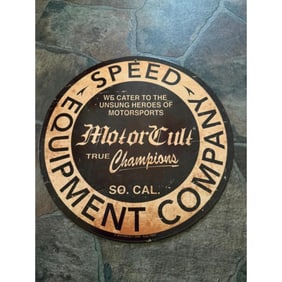 SPEED
WE CATER TO THE
UNSUNG HEROES OF
MOTORSPORTS
MotorCult
TRUE Champions
SO. CAL.
EQUIPMENT COMPANY